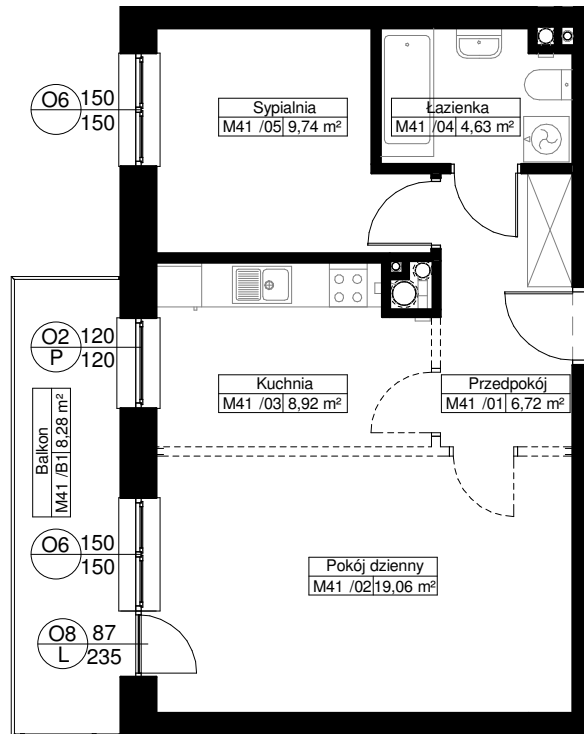 O6 150
150
Sypialnia
M41 /05 9,74 m²
Łazienka
M41 /04 4,63 m²
O2 120
P 120
Kuchnia
M41 /03 8,92 m²
Przedpokój
M41 /01 6,72 m²
Balkon
M41 /B1 8,28 m²
O6 150
150
Pokój dzienny
M41 /02 19,06 m²
O8 87
L 235